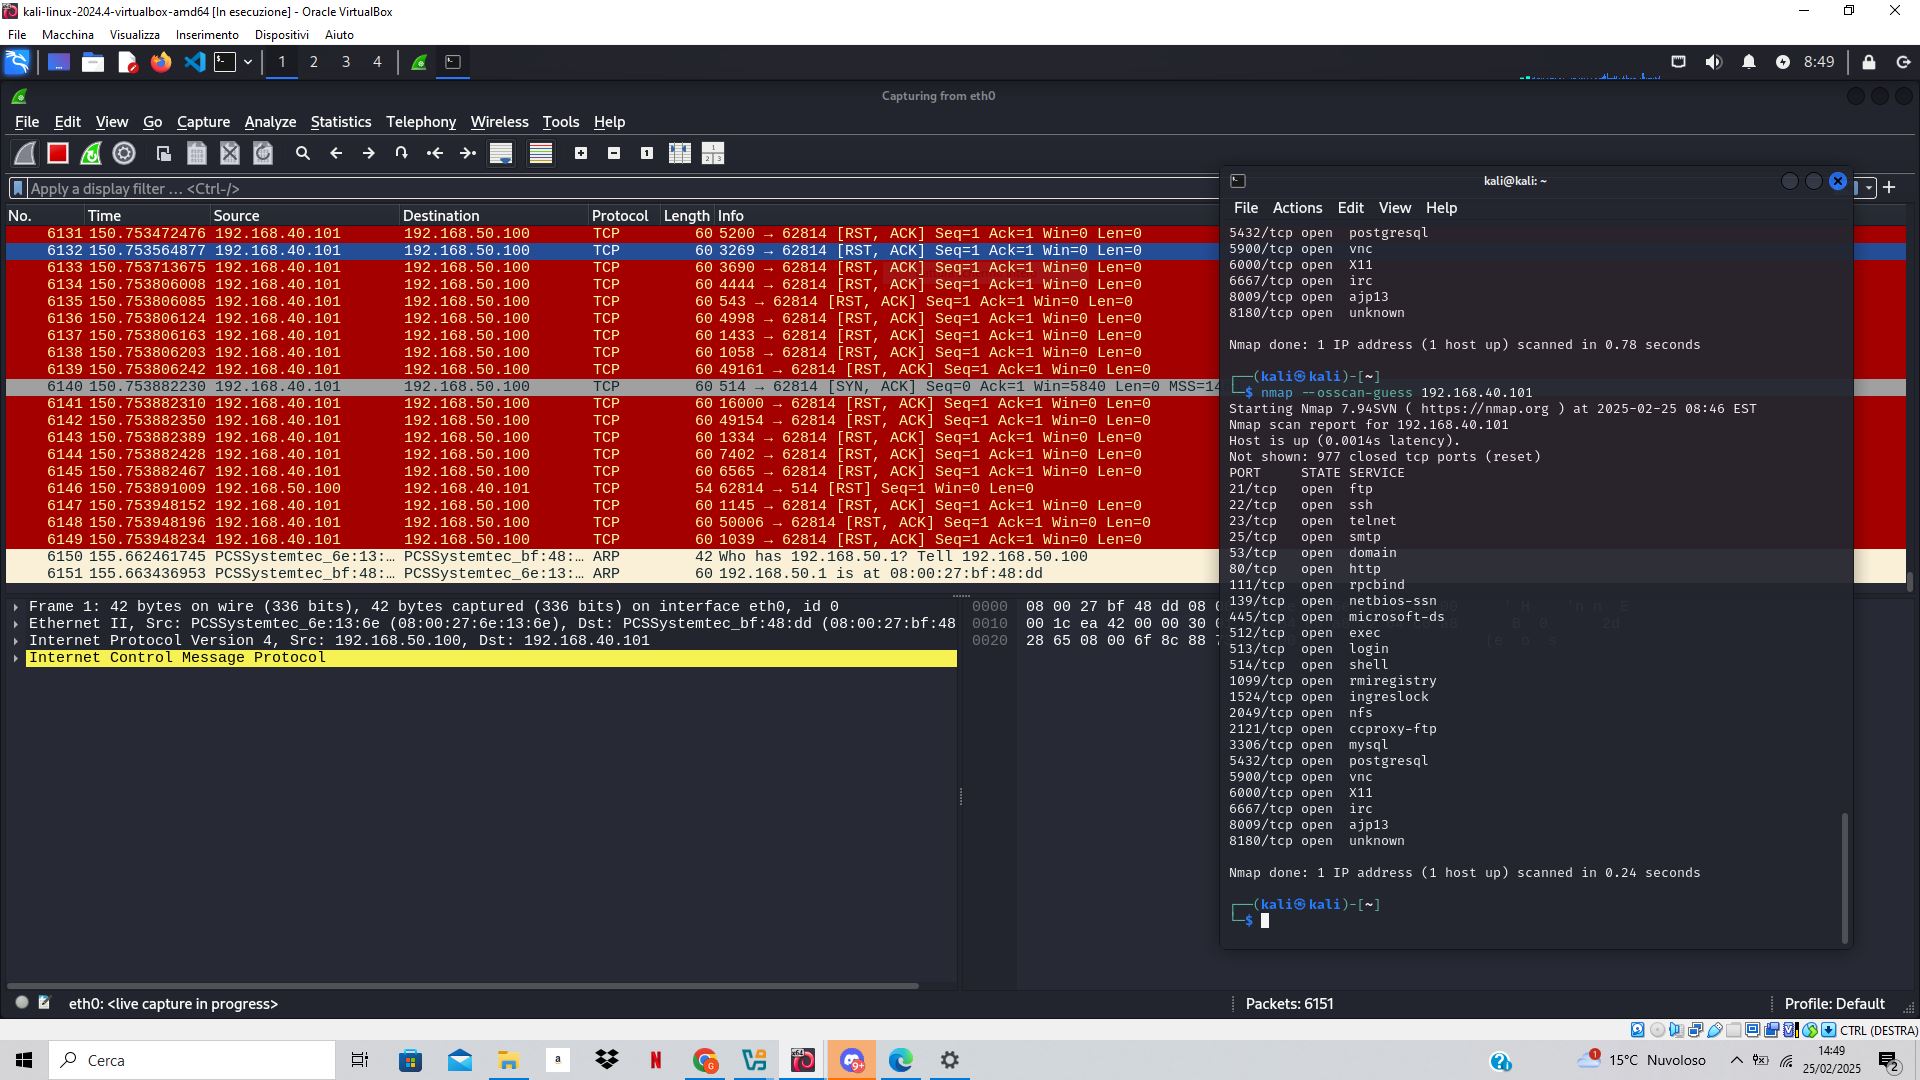 kali-linux-2024.4-virtualbox-amd64 [In esecuzione] - Oracle VirtualBox
File Macchina Visualizza Inserimento Dispositivi Aiuto
1 2 3 4 8:49
Capturing from eth0
File Edit View Go Capture Analyze Statistics Telephony Wireless Tools Help
Apply a display filter … <Ctrl-/>
No. Time Source Destination Protocol Length Info
6131 150.753472476 192.168.40.101 192.168.50.100 TCP 60 5200 → 62814 [RST, ACK] Seq=1 Ack=1 Win=0 Len=0
6132 150.753564877 192.168.40.101 192.168.50.100 TCP 60 3269 → 62814 [RST, ACK] Seq=1 Ack=1 Win=0 Len=0
6133 150.753713675 192.168.40.101 192.168.50.100 TCP 60 3690 → 62814 [RST, ACK] Seq=1 Ack=1 Win=0 Len=0
6134 150.753806008 192.168.40.101 192.168.50.100 TCP 60 4444 → 62814 [RST, ACK] Seq=1 Ack=1 Win=0 Len=0
6135 150.753806085 192.168.40.101 192.168.50.100 TCP 60 543 → 62814 [RST, ACK] Seq=1 Ack=1 Win=0 Len=0
6136 150.753806124 192.168.40.101 192.168.50.100 TCP 60 4998 → 62814 [RST, ACK] Seq=1 Ack=1 Win=0 Len=0
6137 150.753806163 192.168.40.101 192.168.50.100 TCP 60 1433 → 62814 [RST, ACK] Seq=1 Ack=1 Win=0 Len=0
6138 150.753806203 192.168.40.101 192.168.50.100 TCP 60 1058 → 62814 [RST, ACK] Seq=1 Ack=1 Win=0 Len=0
6139 150.753806242 192.168.40.101 192.168.50.100 TCP 60 49161 → 62814 [RST, ACK] Seq=1 Ack=1 Win=0 Len=0
6140 150.753882230 192.168.40.101 192.168.50.100 TCP 60 514 → 62814 [SYN, ACK] Seq=0 Ack=1 Win=5840 Len=0 MSS=14
6141 150.753882310 192.168.40.101 192.168.50.100 TCP 60 16000 → 62814 [RST, ACK] Seq=1 Ack=1 Win=0 Len=0
6142 150.753882350 192.168.40.101 192.168.50.100 TCP 60 49154 → 62814 [RST, ACK] Seq=1 Ack=1 Win=0 Len=0
6143 150.753882389 192.168.40.101 192.168.50.100 TCP 60 1334 → 62814 [RST, ACK] Seq=1 Ack=1 Win=0 Len=0
6144 150.753882428 192.168.40.101 192.168.50.100 TCP 60 7402 → 62814 [RST, ACK] Seq=1 Ack=1 Win=0 Len=0
6145 150.753882467 192.168.40.101 192.168.50.100 TCP 60 6565 → 62814 [RST, ACK] Seq=1 Ack=1 Win=0 Len=0
6146 150.753891009 192.168.50.100 192.168.40.101 TCP 54 62814 → 514 [RST] Seq=1 Win=0 Len=0
6147 150.753948152 192.168.40.101 192.168.50.100 TCP 60 1145 → 62814 [RST, ACK] Seq=1 Ack=1 Win=0 Len=0
6148 150.753948196 192.168.40.101 192.168.50.100 TCP 60 50006 → 62814 [RST, ACK] Seq=1 Ack=1 Win=0 Len=0
6149 150.753948234 192.168.40.101 192.168.50.100 TCP 60 1039 → 62814 [RST, ACK] Seq=1 Ack=1 Win=0 Len=0
6150 155.662461745 PCSSystemtec_6e:13:… PCSSystemtec_bf:48:… ARP 42 Who has 192.168.50.1? Tell 192.168.50.100
6151 155.663436953 PCSSystemtec_bf:48:… PCSSystemtec_6e:13:… ARP 60 192.168.50.1 is at 08:00:27:bf:48:dd
Frame 1: 42 bytes on wire (336 bits), 42 bytes captured (336 bits) on interface eth0, id 0
Ethernet II, Src: PCSSystemtec_6e:13:6e (08:00:27:6e:13:6e), Dst: PCSSystemtec_bf:48:dd (08:00:27:bf:48
Internet Protocol Version 4, Src: 192.168.50.100, Dst: 192.168.40.101
Internet Control Message Protocol
0000 08 00 27 bf 48 dd 08 0
0010 00 1c ea 42 00 00 30 0
0020 28 65 08 00 6f 8c 88 7
kali@kali: ~
File Actions Edit View Help
5432/tcp open postgresql
5900/tcp open vnc
6000/tcp open X11
6667/tcp open irc
8009/tcp open ajp13
8180/tcp open unknown
Nmap done: 1 IP address (1 host up) scanned in 0.78 seconds
┌──(kali㉿kali)-[~]
└─$ nmap --osscan-guess 192.168.40.101
Starting Nmap 7.94SVN ( https://nmap.org ) at 2025-02-25 08:46 EST
Nmap scan report for 192.168.40.101
Host is up (0.0014s latency).
Not shown: 977 closed tcp ports (reset)
PORT STATE SERVICE
21/tcp open ftp
22/tcp open ssh
23/tcp open telnet
25/tcp open smtp
53/tcp open domain
80/tcp open http
111/tcp open rpcbind
139/tcp open netbios-ssn
445/tcp open microsoft-ds
512/tcp open exec
513/tcp open login
514/tcp open shell
1099/tcp open rmiregistry
1524/tcp open ingreslock
2049/tcp open nfs
2121/tcp open ccproxy-ftp
3306/tcp open mysql
5432/tcp open postgresql
5900/tcp open vnc
6000/tcp open X11
6667/tcp open irc
8009/tcp open ajp13
8180/tcp open unknown
Nmap done: 1 IP address (1 host up) scanned in 0.24 seconds
┌──(kali㉿kali)-[~]
└─$
eth0: <live capture in progress> Packets: 6151 Profile: Default
CTRL (DESTRA)
Cerca 15°C Nuvoloso 14:49
25/02/2025